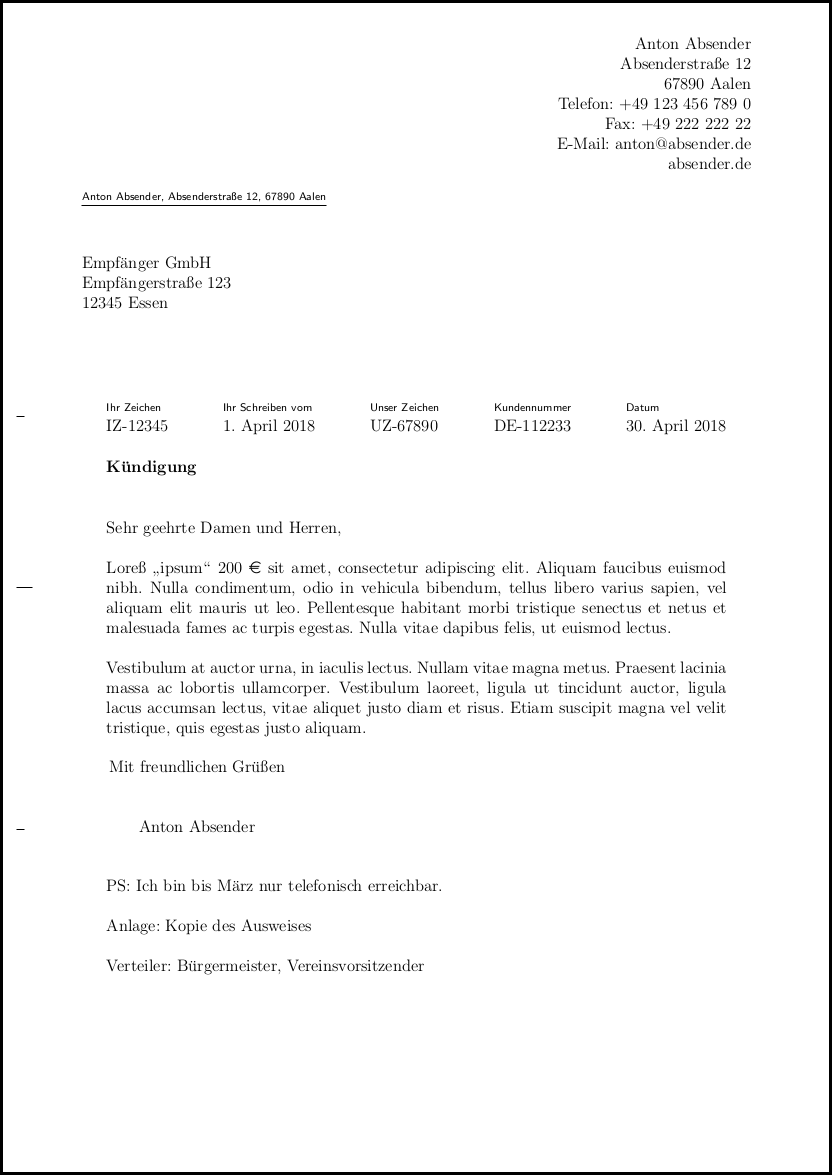 Anton Absender
Absenderstraße 12
67890 Aalen
Telefon: +49 123 456 789 0
Fax: +49 222 222 22
E-Mail: anton@absender.de
absender.de
Anton Absender, Absenderstraße 12, 67890 Aalen
Empfänger GmbH
Empfängerstraße 123
12345 Essen
Ihr Zeichen Ihr Schreiben vom Unser Zeichen Kundennummer Datum
IZ-12345 1. April 2018 UZ-67890 DE-112233 30. April 2018
Kündigung
Sehr geehrte Damen und Herren,
Loreß „ipsum“ 200 € sit amet, consectetur adipiscing elit. Aliquam faucibus euismod
nibh. Nulla condimentum, odio in vehicula bibendum, tellus libero varius sapien, vel
aliquam elit mauris ut leo. Pellentesque habitant morbi tristique senectus et netus et
malesuada fames ac turpis egestas. Nulla vitae dapibus felis, ut euismod lectus.
Vestibulum at auctor urna, in iaculis lectus. Nullam vitae magna metus. Praesent lacinia
massa ac lobortis ullamcorper. Vestibulum laoreet, ligula ut tincidunt auctor, ligula
lacus accumsan lectus, vitae aliquet justo diam et risus. Etiam suscipit magna vel velit
tristique, quis egestas justo aliquam.
Mit freundlichen Grüßen
Anton Absender
PS: Ich bin bis März nur telefonisch erreichbar.
Anlage: Kopie des Ausweises
Verteiler: Bürgermeister, Vereinsvorsitzender